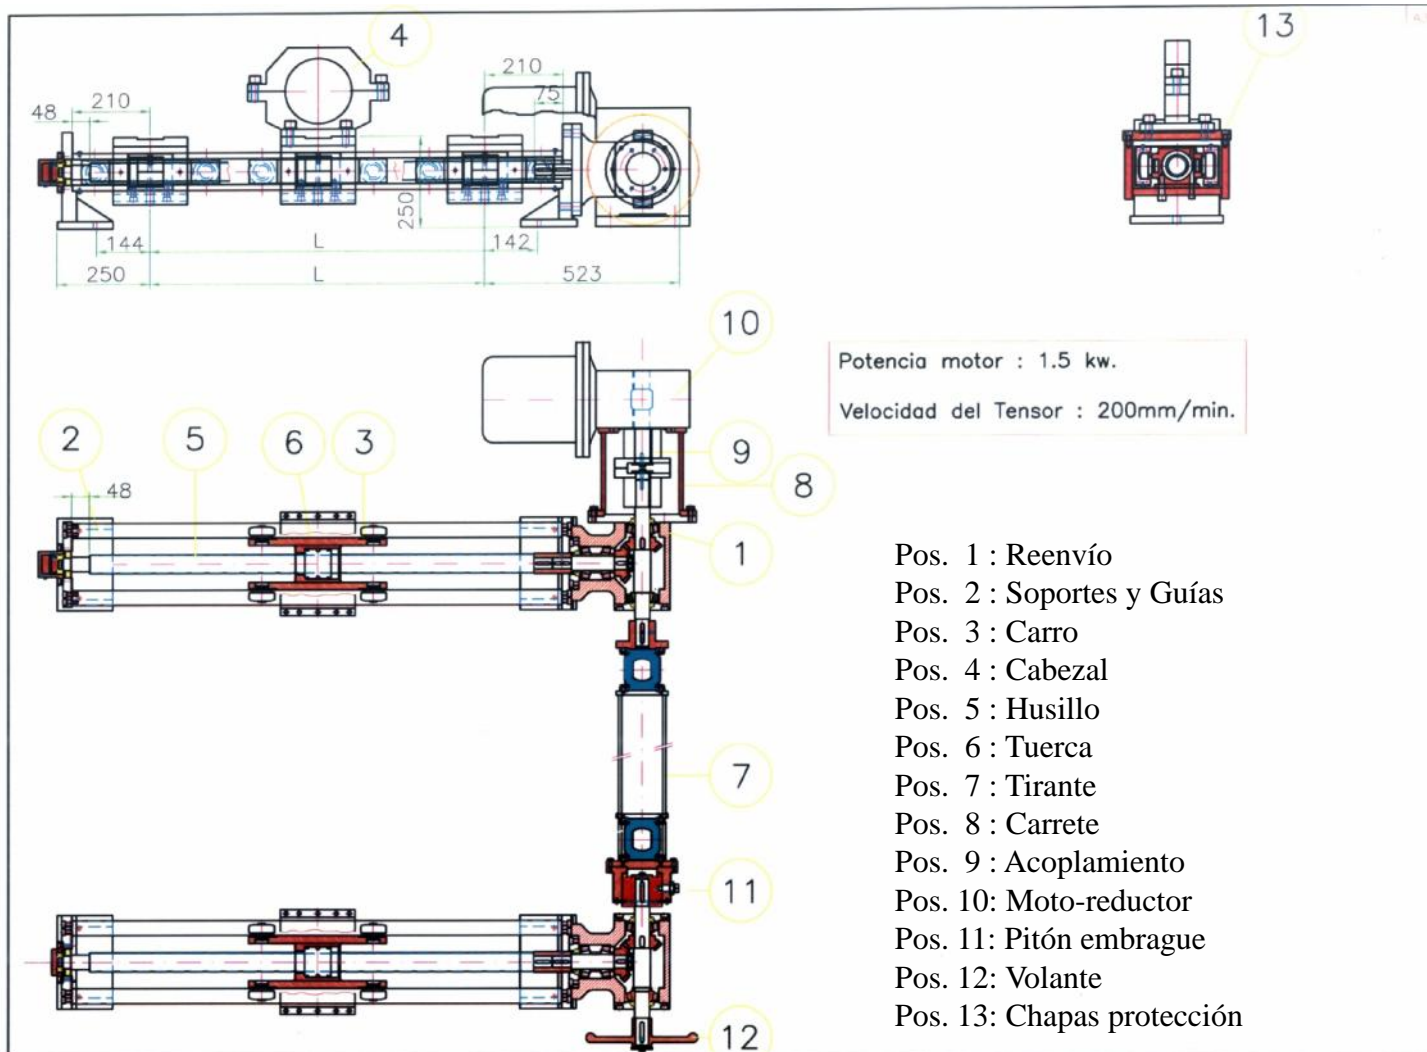 4
13
210
210
75
48
250
144
L
142
250
L
523
10
Potencia motor : 1.5 kw.
Velocidad del Tensor : 200mm/min.
2
5
6
3
9
48
8
1
7
11
12
Pos. 1 : Reenvío
Pos. 2 : Soportes y Guías
Pos. 3 : Carro
Pos. 4 : Cabezal
Pos. 5 : Husillo
Pos. 6 : Tuerca
Pos. 7 : Tirante
Pos. 8 : Carrete
Pos. 9 : Acoplamiento
Pos. 10: Moto-reductor
Pos. 11: Pitón embrague
Pos. 12: Volante
Pos. 13: Chapas protección